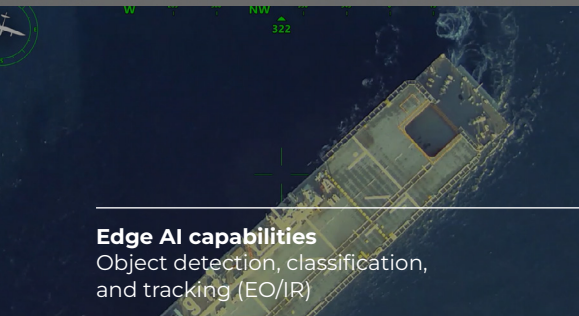 W NW
322
Edge AI capabilities
Object detection, classification,
and tracking (EO/IR)